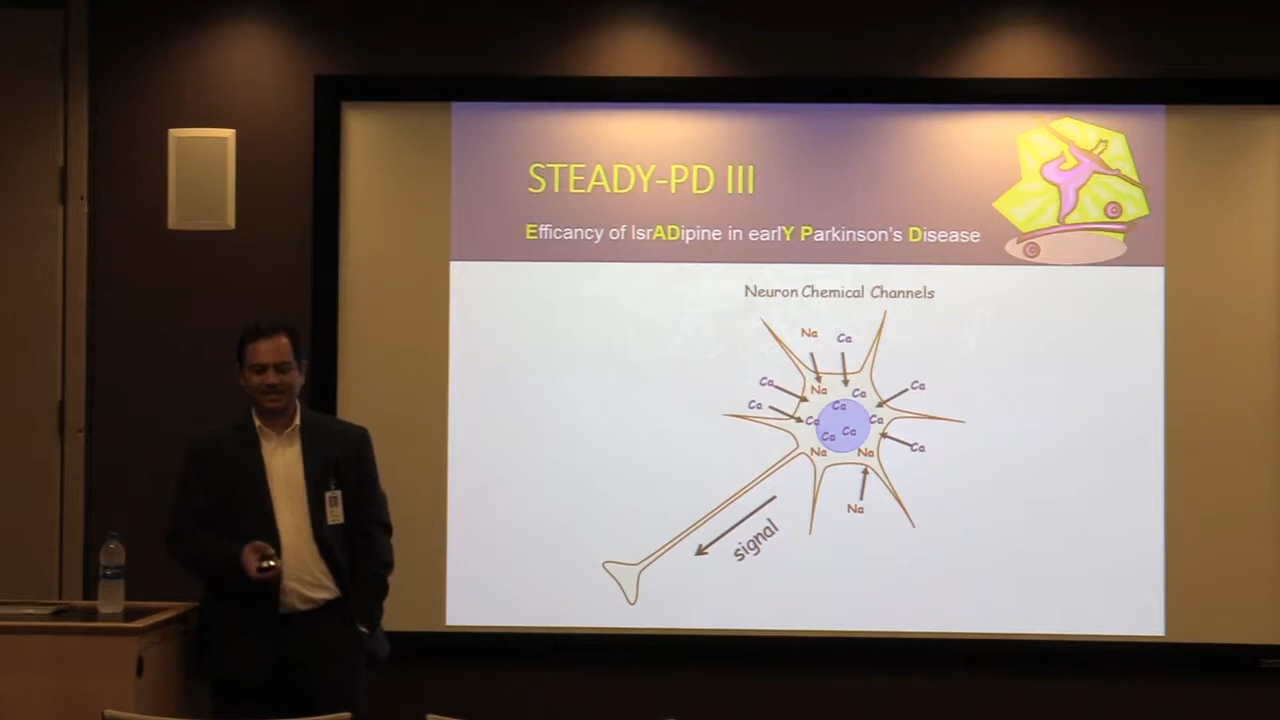 STEADY-PD III
Efficancy of IsrADipine in earlY Parkinson's Disease
Neuron Chemical Channels
Na Ca
Ca Na Ca Ca
Ca Ca
Ca Ca
Ca Ca
Na Na Ca
Na
signal